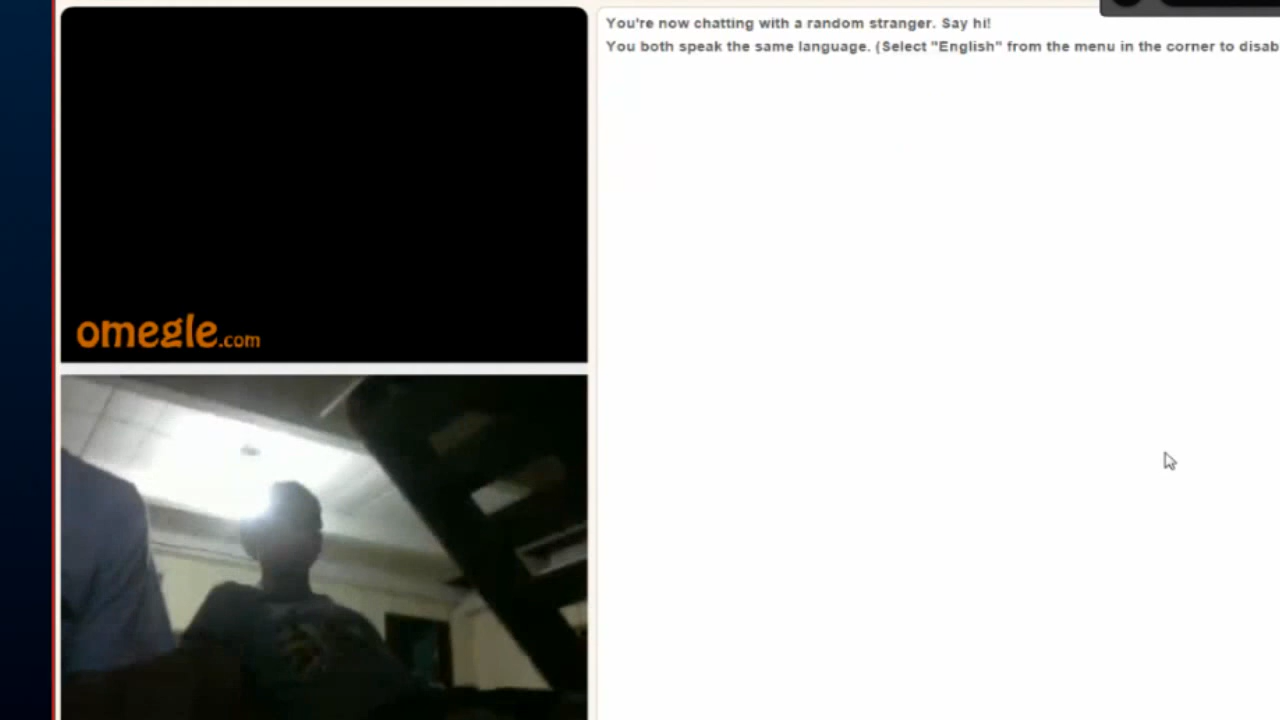 You're now chatting with a random stranger. Say hi!
You both speak the same language. (Select "English" from the menu in the corner to disab
omegle.com